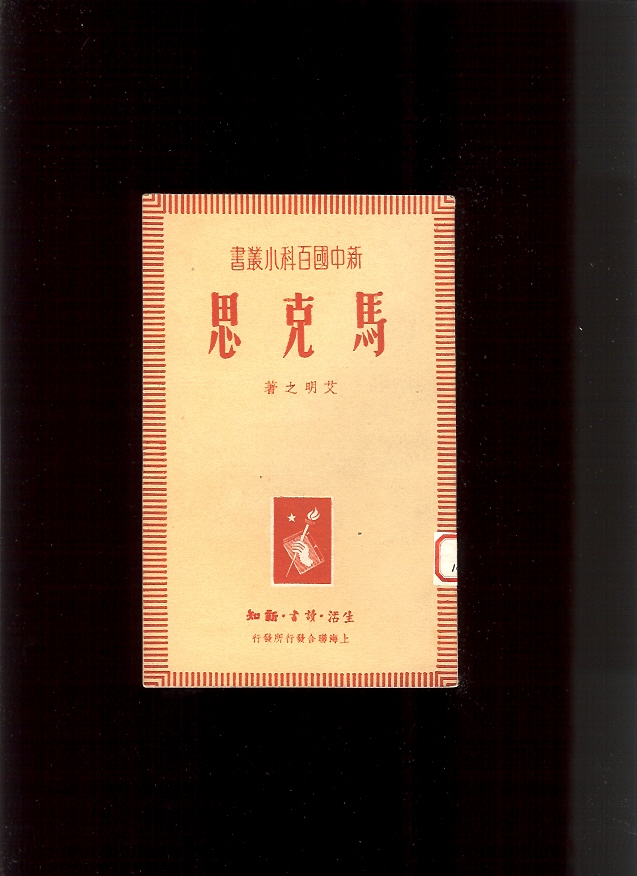 新中國百科小叢書
馬克思
艾明之著
生活·讀書·新知
上海聯合發行所發行